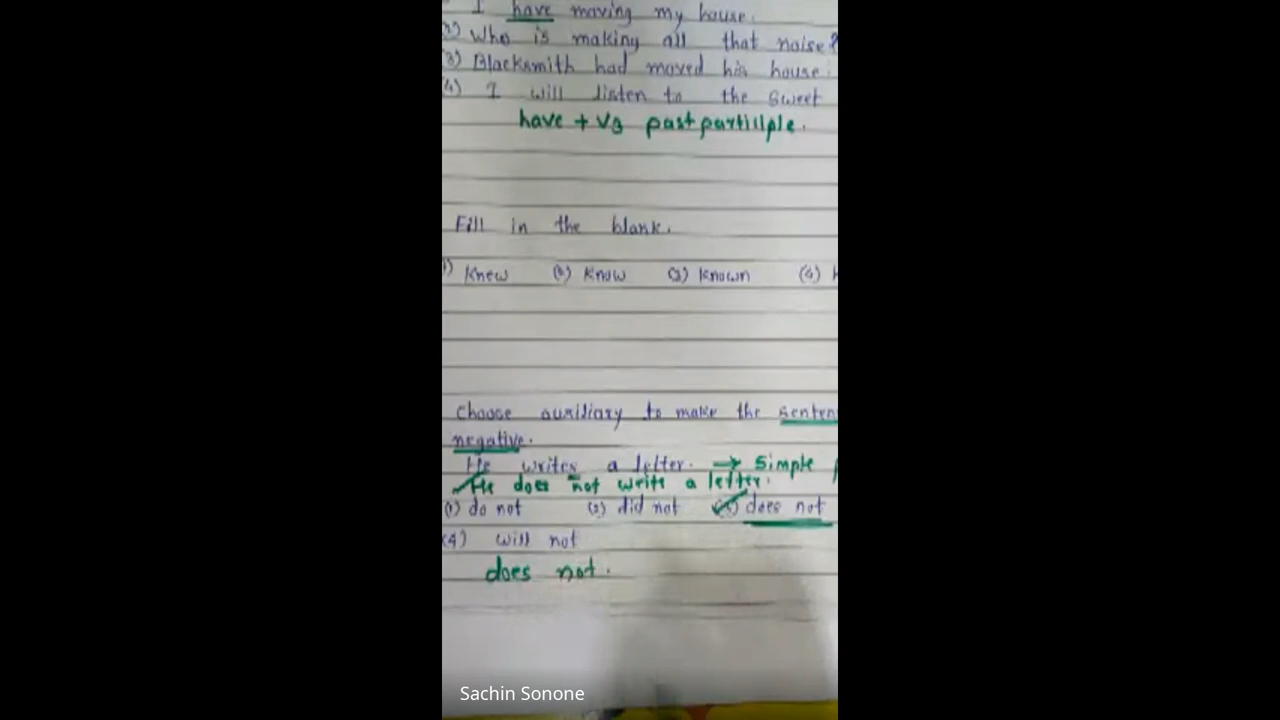 I have moving my house.
(2) Who is making all that noise?
(3) Blacksmith had moved his house.
(4) I will listen to the sweet
have + V3 past partillple.
Fill in the blank.
1) Knew (2) Know (3) Known (4)
Choose auxiliary to make the senten
negative.
He writes a letter. → simple
He does not write a letter.
(1) do not (2) did not (3) does not
(4) will not
does not.
Sachin Sonone